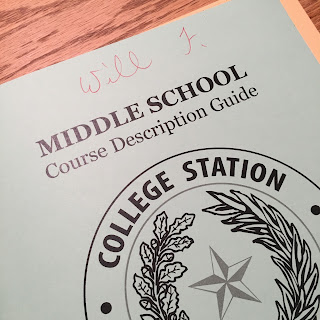 Will F.
MIDDLE SCHOOL
Course Description Guide
COLLEGE STATION